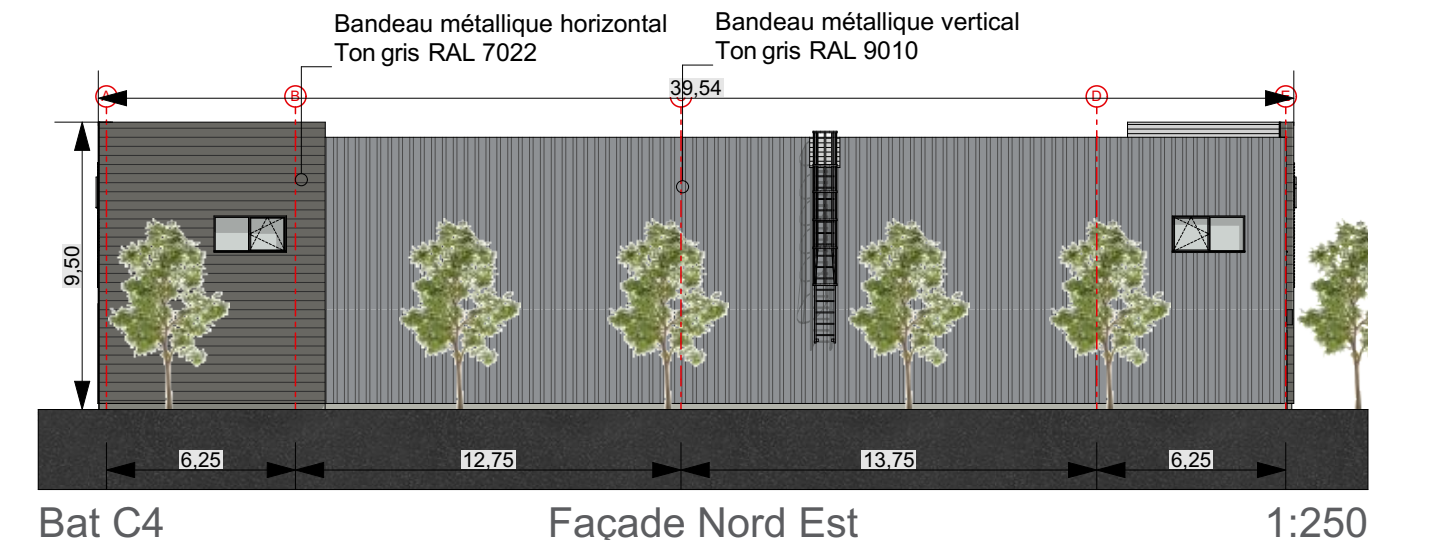 Bandeau métallique horizontal
Ton gris RAL 7022
Bandeau métallique vertical
Ton gris RAL 9010
39,54
A
B
D
9,50
6,25
12,75
13,75
6,25
Bat C4
Façade Nord Est
1:250